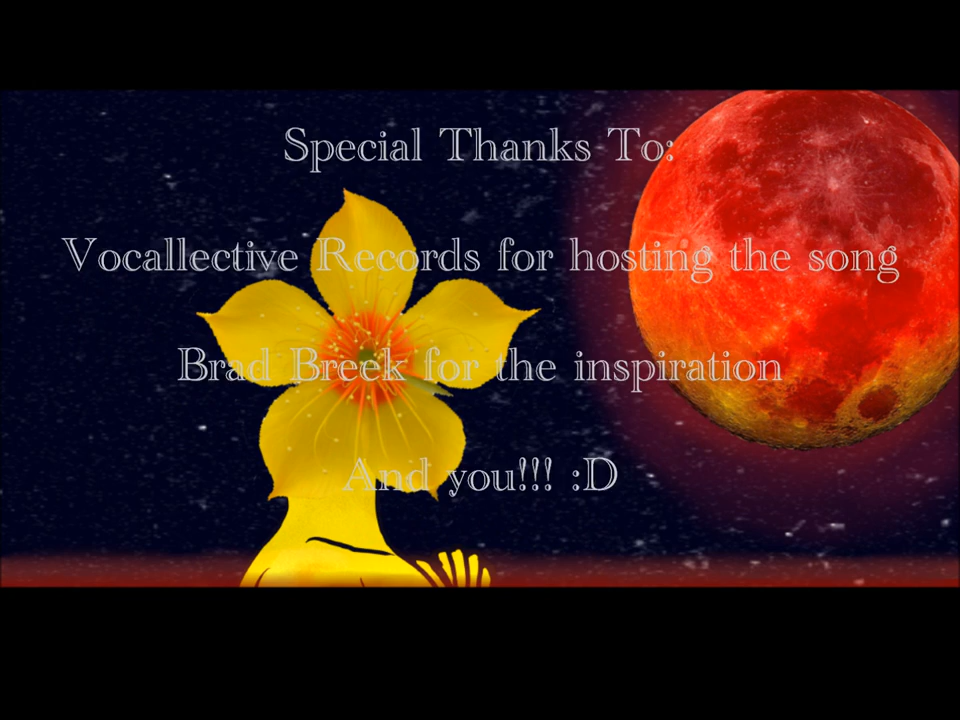 Special Thanks To:
Vocallective Records for hosting the song
Brad Breek for the inspiration
And you!!! :D